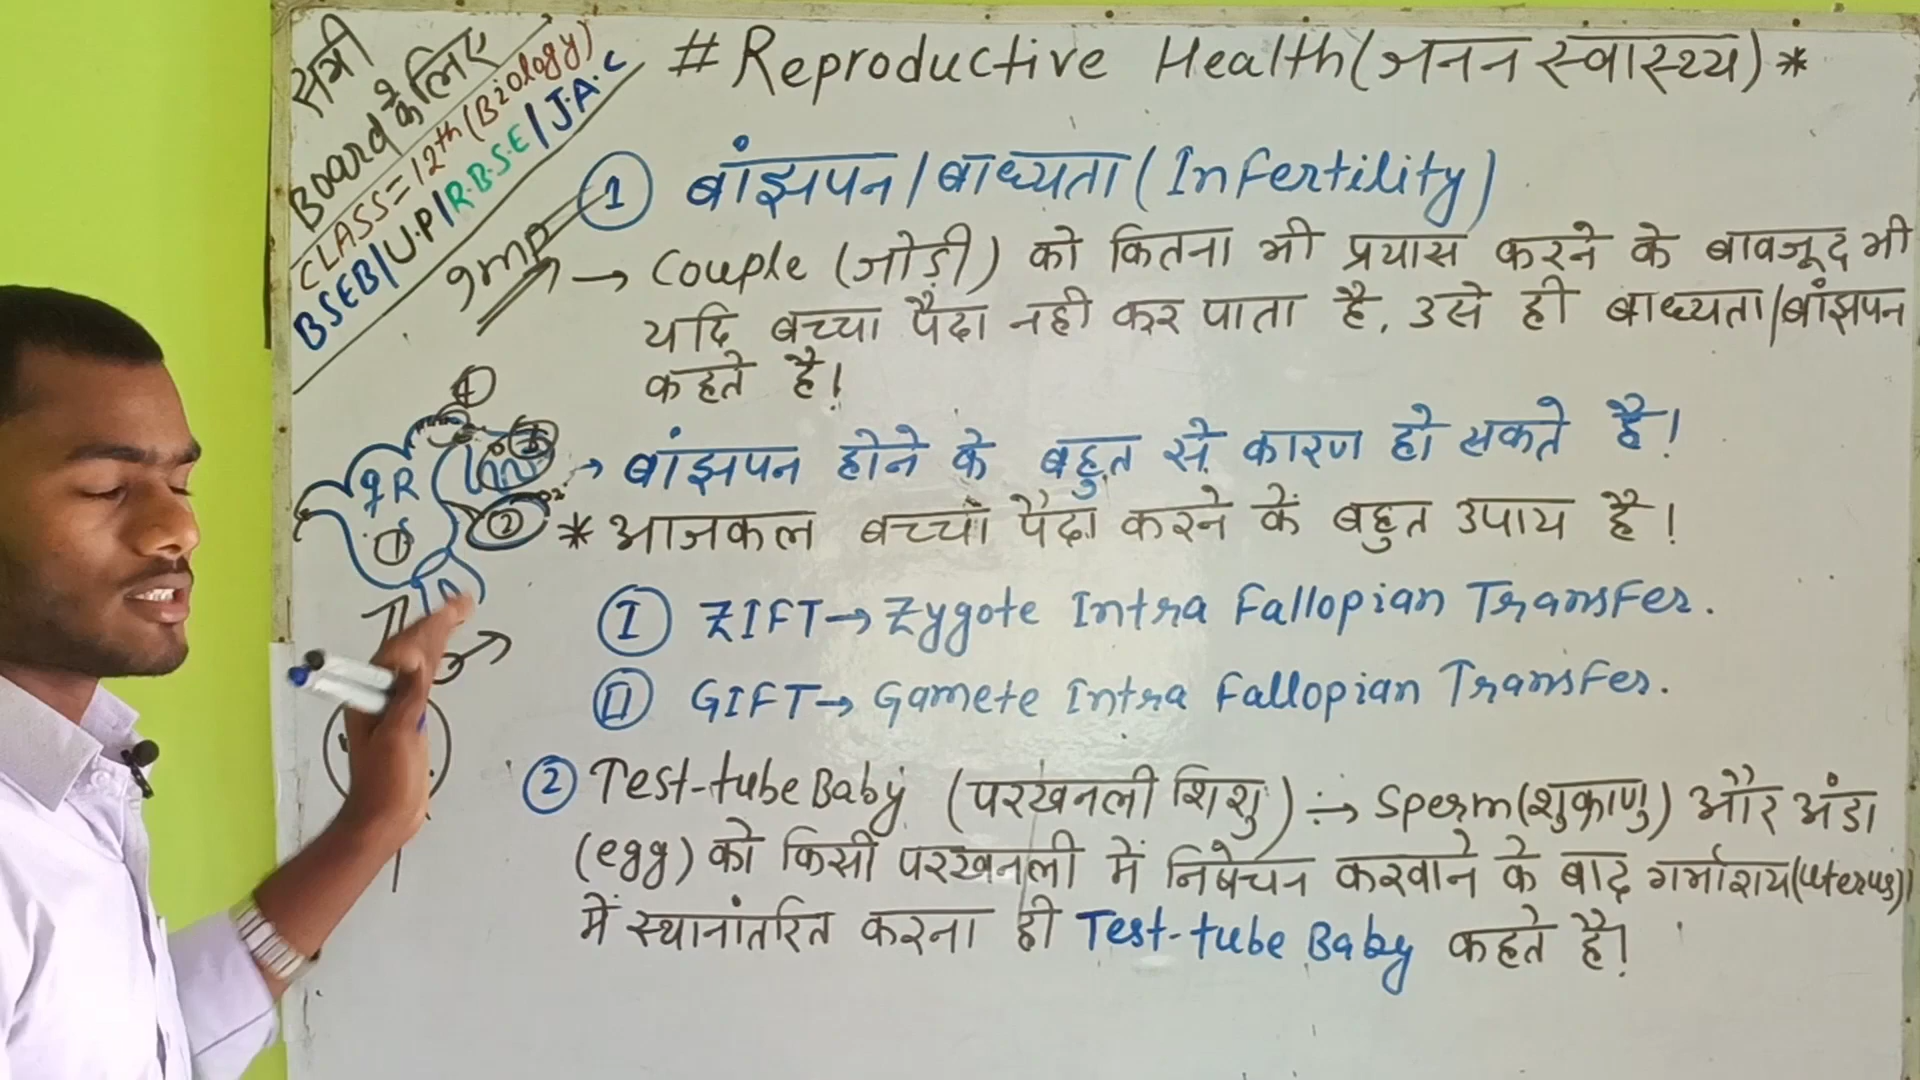 सभी
Board के लिए
CLASS=12th (Biology)
BSEB/U.P/R.B.S.E/J.A.C
# Reproductive Health (जनन स्वास्थ्य) *
Imp
① बांझपन/बाध्यता (Infertility)
→ Couple (जोड़ी) को कितना भी प्रयास करने के बावजूद भी
यदि बच्चा पैदा नही कर पाता है, उसे ही बाध्यता/बांझपन
कहते है!
→ बांझपन होने के बहुत से कारण हो सकते है!
* आजकल बच्चा पैदा करने के बहुत उपाय है!
Ⅰ ZIFT→ Zygote Intra Fallopian Transfer.
Ⅱ GIFT→ Gamete Intra Fallopian Transfer.
② Test-tube Baby (परखनली शिशु) :→ Sperm (शुक्राणु) और अंडा
(egg) को किसी परखनली में निषेचन करवाने के बाद गर्भाशय (Uterus)
में स्थानांतरित करना ही Test-tube Baby कहते है!